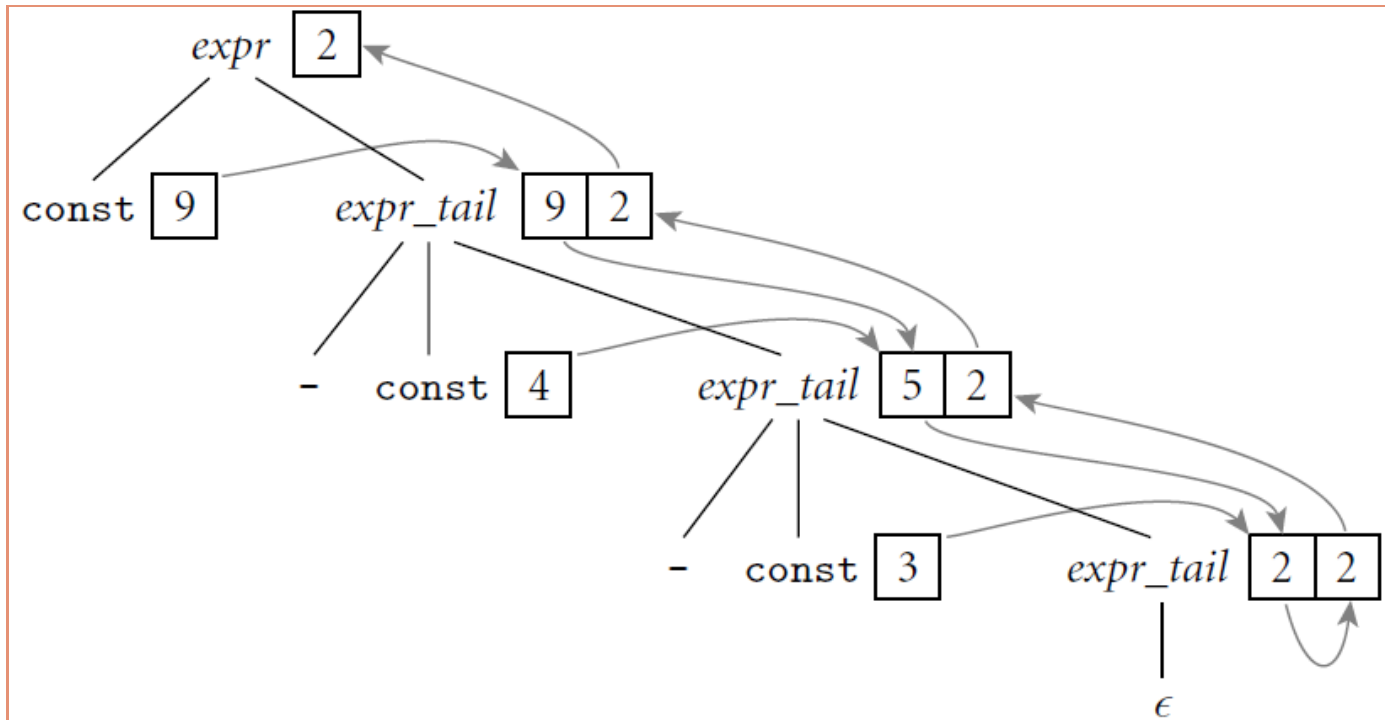 expr 2
const 9 expr_tail 9 2
- const 4 expr_tail 5 2
- const 3 expr_tail 2 2
ϵ